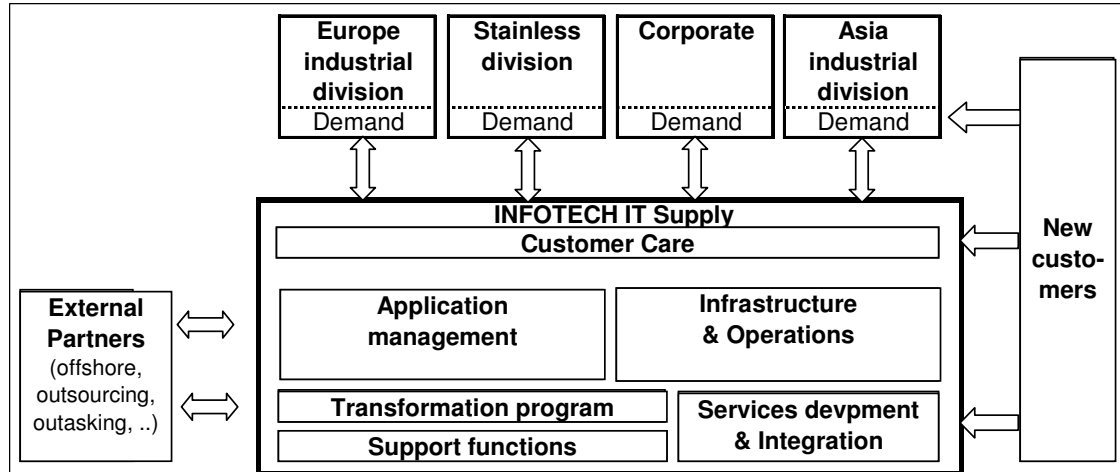 Europe
industrial
division
Demand
Stainless
division
Demand
Corporate
Demand
Asia
industrial
division
Demand
New
custo-
mers
INFOTECH IT Supply
Customer Care
External
Partners
(offshore,
outsourcing,
outasking, ..)
Application
management
Infrastructure
& Operations
Transformation program
Support functions
Services devpment
& Integration